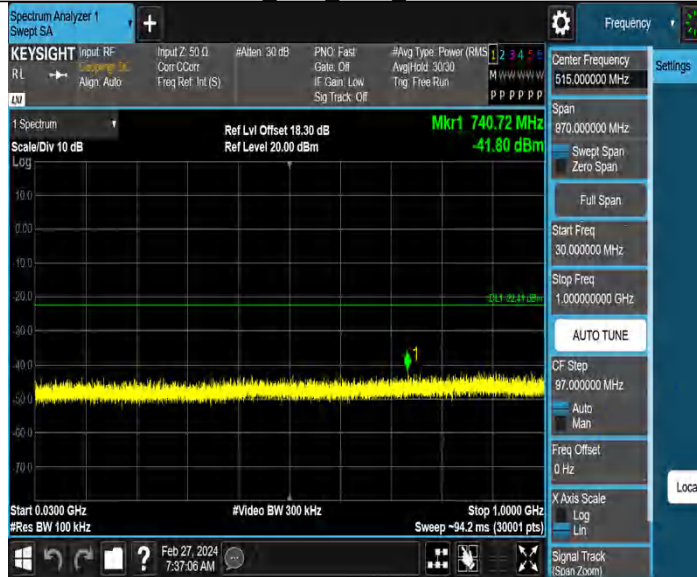 Spectrum Analyzer 1
Swept SA
Frequency
Settings
KEYSIGHT
RL
Input: RF
Coupling: DC
Align: Auto
Input Z: 50 Ω
Corr CCorr
Freq Ref: Int (S)
#Atten: 30 dB
PNO: Fast
Gate: Off
IF Gain: Low
Sig Track: Off
#Avg Type: Power (RMS
Avg|Hold: 30/30
Trig: Free Run
1 2 3 4 5 6
M W W W W W
P P P P P P
LXI
1 Spectrum
Scale/Div 10 dB
Log
Ref Lvl Offset 18.30 dB
Ref Level 20.00 dBm
Mkr1 740.72 MHz
-41.80 dBm
10.0
0.00
-10.0
-20.0
-30.0
-40.0
-50.0
-60.0
-70.0
DL1 -22.41 dBm
1
Start 0.0300 GHz
#Res BW 100 kHz
#Video BW 300 kHz
Stop 1.0000 GHz
Sweep ~94.2 ms (30001 pts)
Center Frequency
515.000000 MHz
Span
970.000000 MHz
Swept Span
Zero Span
Full Span
Start Freq
30.000000 MHz
Stop Freq
1.000000000 GHz
AUTO TUNE
CF Step
97.000000 MHz
Auto
Man
Freq Offset
0 Hz
X Axis Scale
Log
Lin
Signal Track
(Span Zoom)
Loca
?
Feb 27, 2024
7:37:06 AM